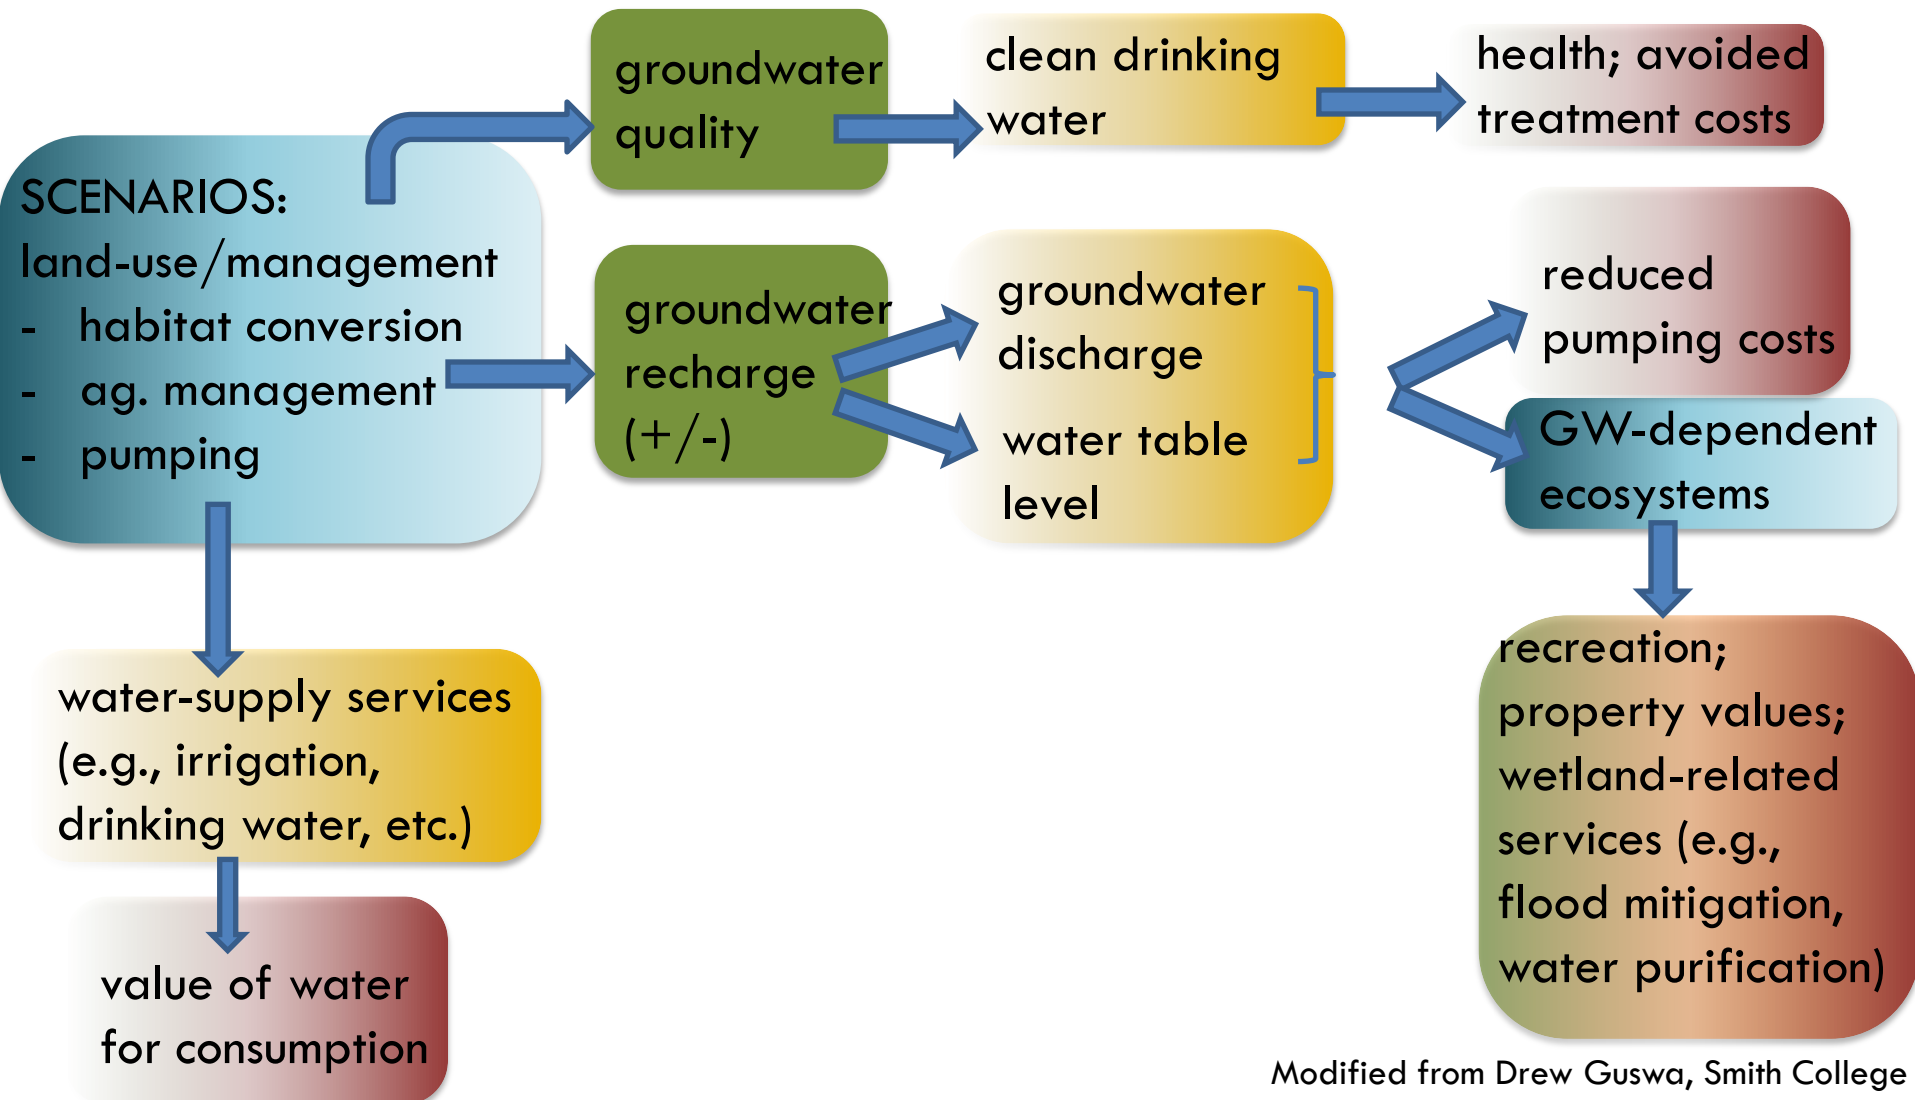 groundwater
quality
clean drinking
water
health; avoided
treatment costs
SCENARIOS:
land-use/management
- habitat conversion
- ag. management
- pumping
groundwater
recharge
(+/-)
groundwater
discharge
water table
level
reduced
pumping costs
GW-dependent
ecosystems
water-supply services
(e.g., irrigation,
drinking water, etc.)
recreation;
property values;
wetland-related
services (e.g.,
flood mitigation,
water purification)
value of water
for consumption
Modified from Drew Guswa, Smith College